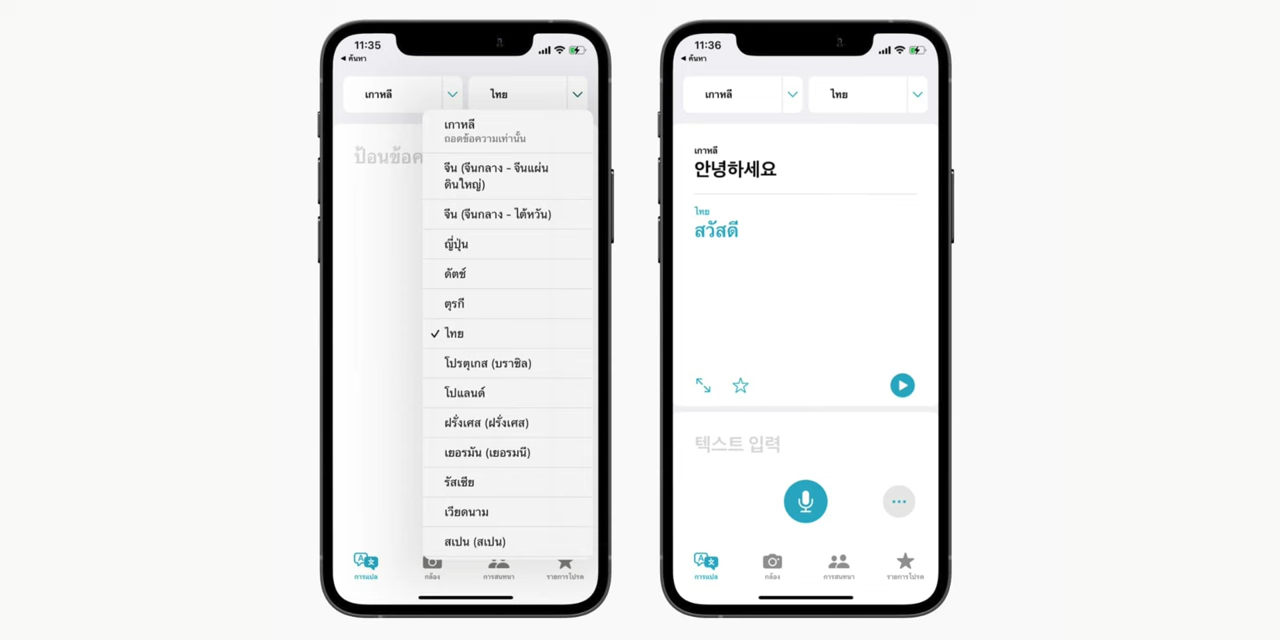 11:35
ค้นหา
เกาหลี
ไทย
ป้อนข้อค
เกาหลี
ถอดข้อความเท่านั้น
จีน (จีนกลาง - จีนแผ่น
ดินใหญ่)
จีน (จีนกลาง - ไต้หวัน)
ญี่ปุ่น
ดัตช์
ตุรกี
ไทย
โปรตุเกส (บราซิล)
โปแลนด์
ฝรั่งเศส (ฝรั่งเศส)
เยอรมัน (เยอรมนี)
รัสเซีย
เวียดนาม
สเปน (สเปน)
การแปล
กล้อง
การสนทนา
รายการโปรด
11:36
ค้นหา
เกาหลี
ไทย
เกาหลี
안녕하세요
ไทย
สวัสดี
텍스트 입력
การแปล
กล้อง
การสนทนา
รายการโปรด